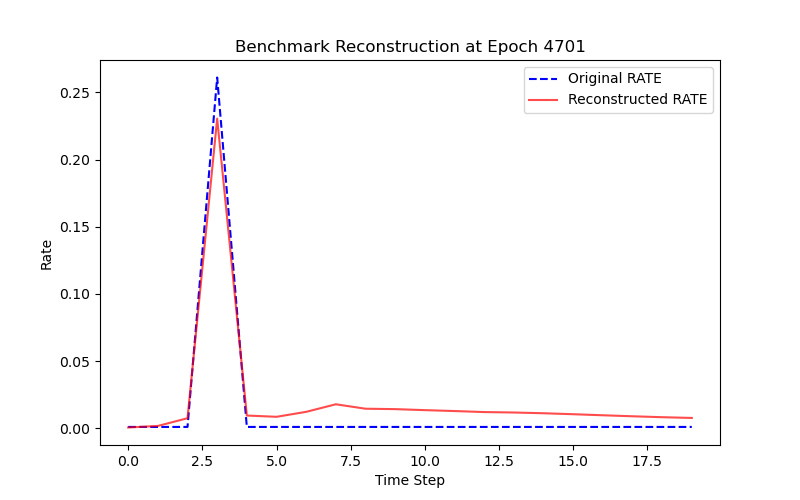 Benchmark Reconstruction at Epoch 4701
Original RATE
Reconstructed RATE
0.25
0.20
0.15
0.10
0.05
0.00
Rate
0.0 2.5 5.0 7.5 10.0 12.5 15.0 17.5
Time Step